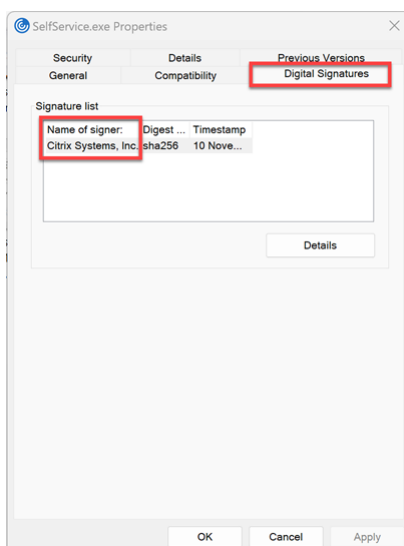 SelfService.exe Properties
Security Details Previous Versions
General Compatibility Digital Signatures
Signature list
Name of signer: Digest ... Timestamp
Citrix Systems, Inc. sha256 10 Nove...
Details
OK Cancel Apply